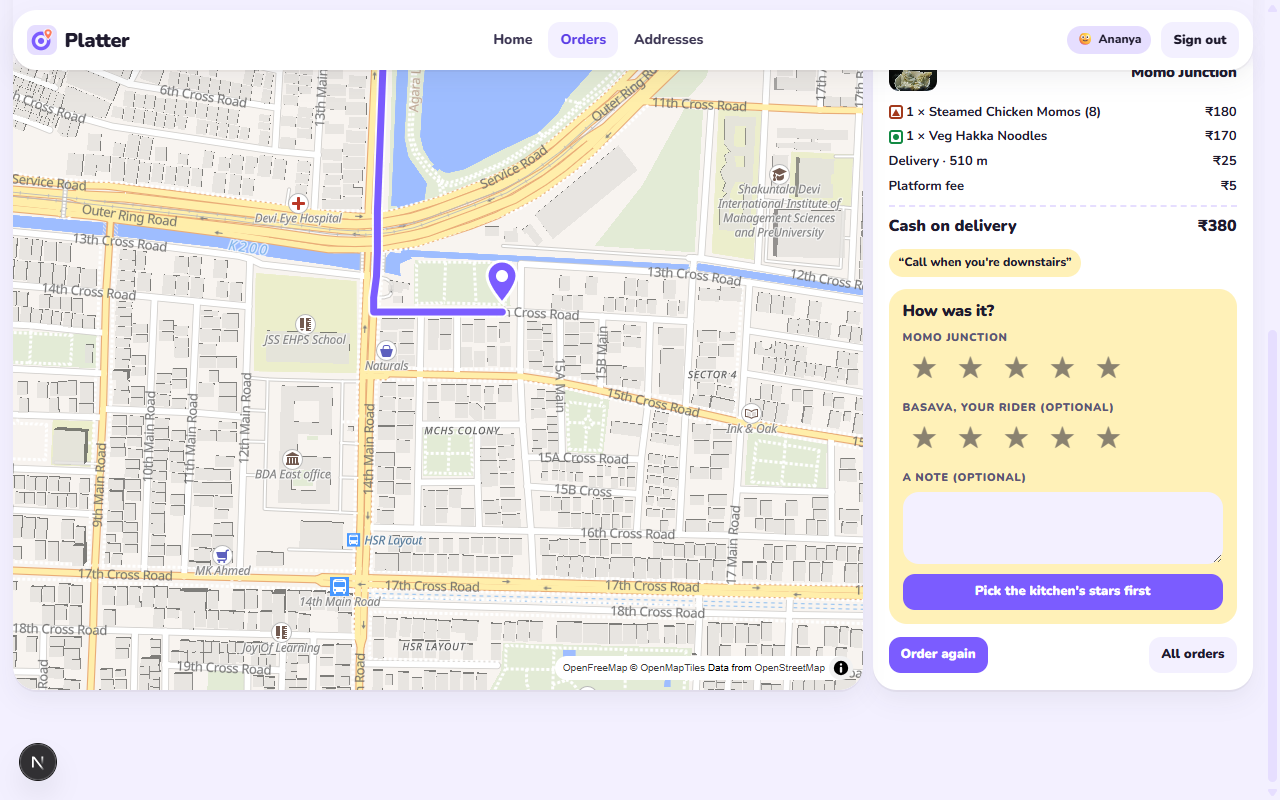 Platter
Home
Orders
Addresses
Ananya
Sign out
6th Cross Road
13th Main
Agara L
Outer Ring Road
11th Cross Road
17th
Cross Road
Service Road
Service Road
Outer Ring Road
Devi Eye Hospital
Shakuntala Devi
International Institute of
Management Sciences
and PreUniversity
13th Cross Road
K200
13th Cross Road
12th Cross R
14th Cross Road
h Cross Road
JSS EHPS School
Naturals
15A Main
15B Main
SECTOR 4
15th Cross Road
Ink & Oak
10th Main Road
11th Main Road
12th Main Road
14th Main Road
MCHS COLONY
9th Main Road
BDA East office
15A Cross Road
15B Cross
16th Cross Road
17 Main Road
HSR Layout
MK Ahmed
17th Cross Road
17th Cross Road
17th Cross Road
14th Main Road
18th Cross Road
18th Cross Road
Joy Of Learning
HSR LAYOUT
19th Cross Road
OpenFreeMap © OpenMapTiles Data from OpenStreetMap
Momo Junction
1 × Steamed Chicken Momos (8)
₹180
1 × Veg Hakka Noodles
₹170
Delivery · 510 m
₹25
Platform fee
₹5
Cash on delivery
₹380
“Call when you're downstairs”
How was it?
MOMO JUNCTION
BASAVA, YOUR RIDER (OPTIONAL)
A NOTE (OPTIONAL)
Pick the kitchen's stars first
Order again
All orders
N